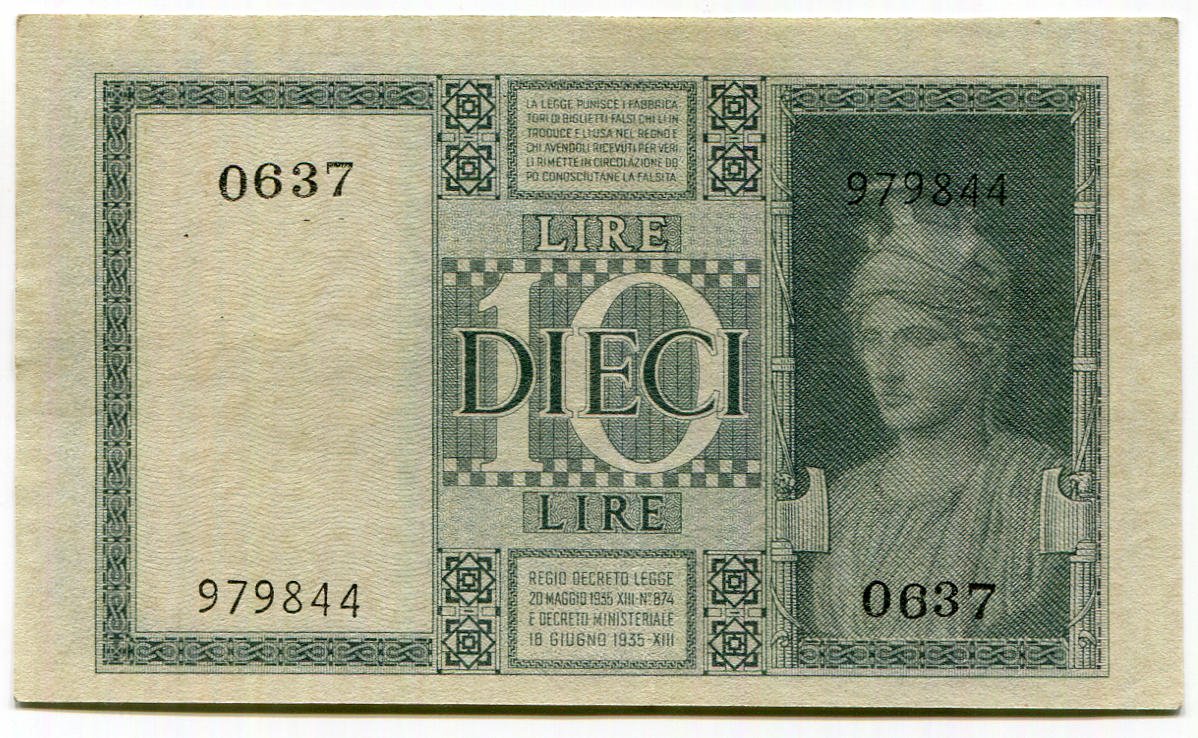 0637
979844
LA LEGGE PUNISCE I FABBRICA
TORI DI BIGLIETTI FALSI CHI LI IN
TRODUCE E LI USA NEL REGNO E
CHI AVENDOLI RICEVUTI PER VERI
LI RIMETTE IN CIRCOLAZIONE DO
PO CONOSCIUTANE LA FALSITA
LIRE
10
DIECI
LIRE
REGIO DECRETO LEGGE
20 MAGGIO 1935 XIII-Nº 874
E DECRETO MINISTERIALE
18 GIUGNO 1935-XIII
979844
0637